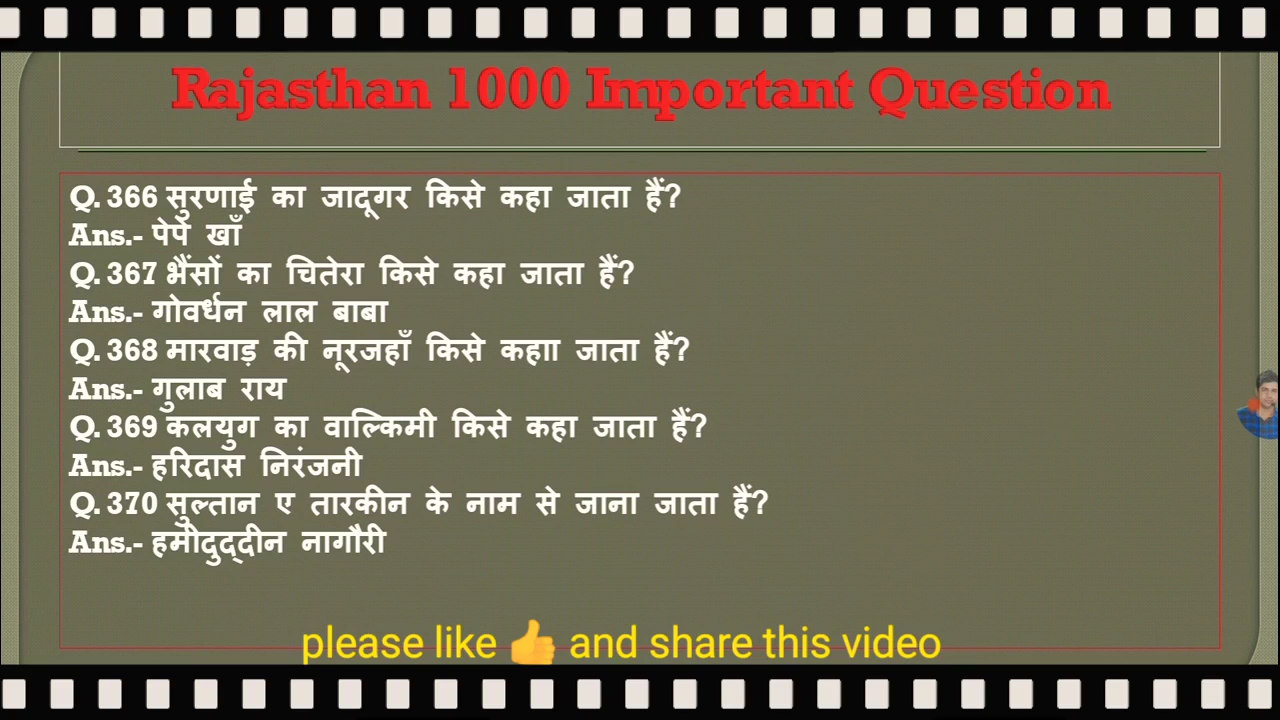 Rajasthan 1000 Important Question
Q. 366 सुरणाई का जादूगर किसे कहा जाता हैं?
Ans.- पेपे खाँ
Q. 367 भैंसों का चितेरा किसे कहा जाता हैं?
Ans.- गोवर्धन लाल बाबा
Q. 368 मारवाड़ की नूरजहाँ किसे कहाा जाता हैं?
Ans.- गुलाब राय
Q. 369 कलयुग का वाल्किमी किसे कहा जाता हैं?
Ans.- हरिदास निरंजनी
Q. 370 सुल्तान ए तारकीन के नाम से जाना जाता हैं?
Ans.- हमीदुद्दीन नागौरी
please like 👍 and share this video